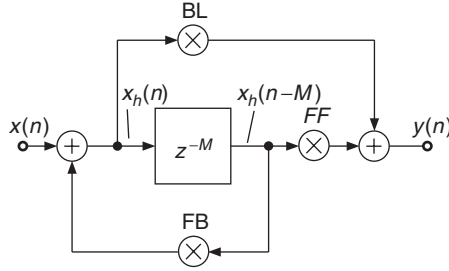 BL
x_h(n) x_h(n−M)
FF
x(n) y(n)
+ z^{−M} +
FB